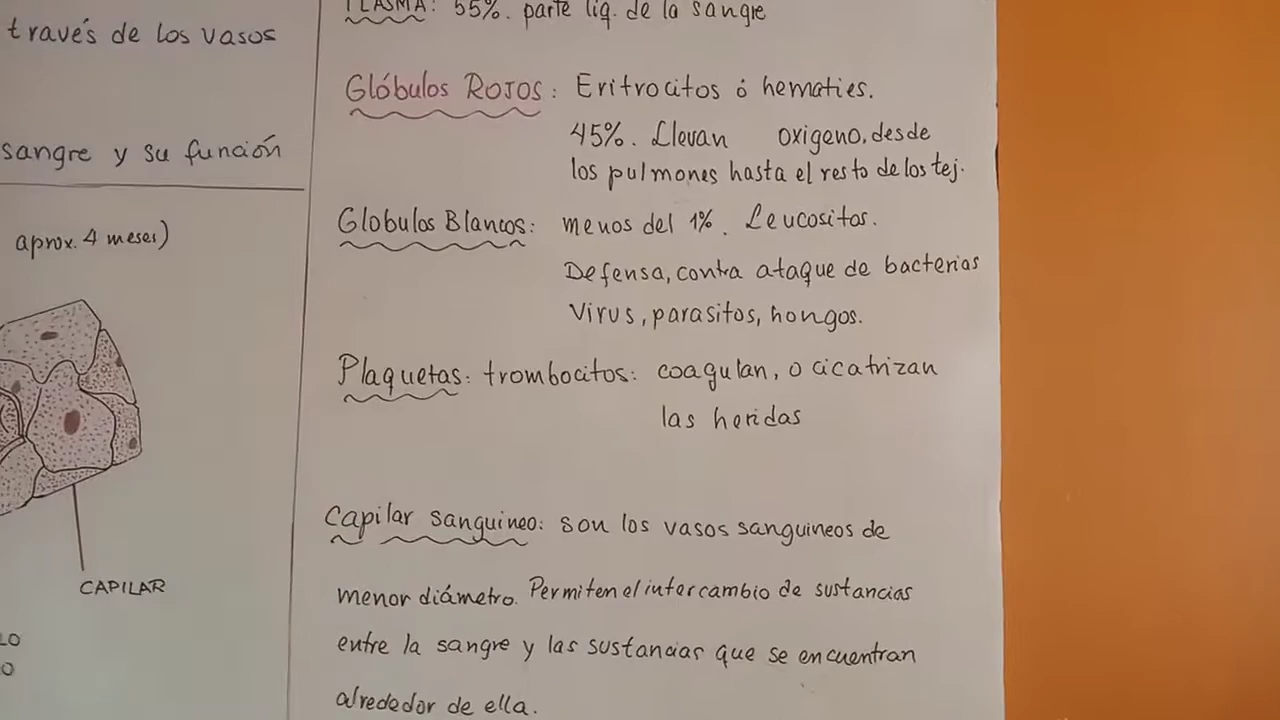 través de los vasos
sangre y su función
aprox. 4 meses)
CAPILAR
LO
O
PLASMA: 55%. parte liq. de la sangre
Glóbulos Rojos: Eritrocitos ó hematies.
45%. Llevan oxigeno, desde
los pulmones hasta el resto de los tej.
Globulos Blancos: menos del 1%. Leucositos.
Defensa, contra ataque de bacterias
Virus, parasitos, hongos.
Plaquetas: trombocitos: coagulan, o cicatrizan
las heridas
Capilar sanguineo: son los vasos sanguineos de
menor diámetro. Permiten el intercambio de sustancias
entre la sangre y las sustancias que se encuentran
alrededor de ella.